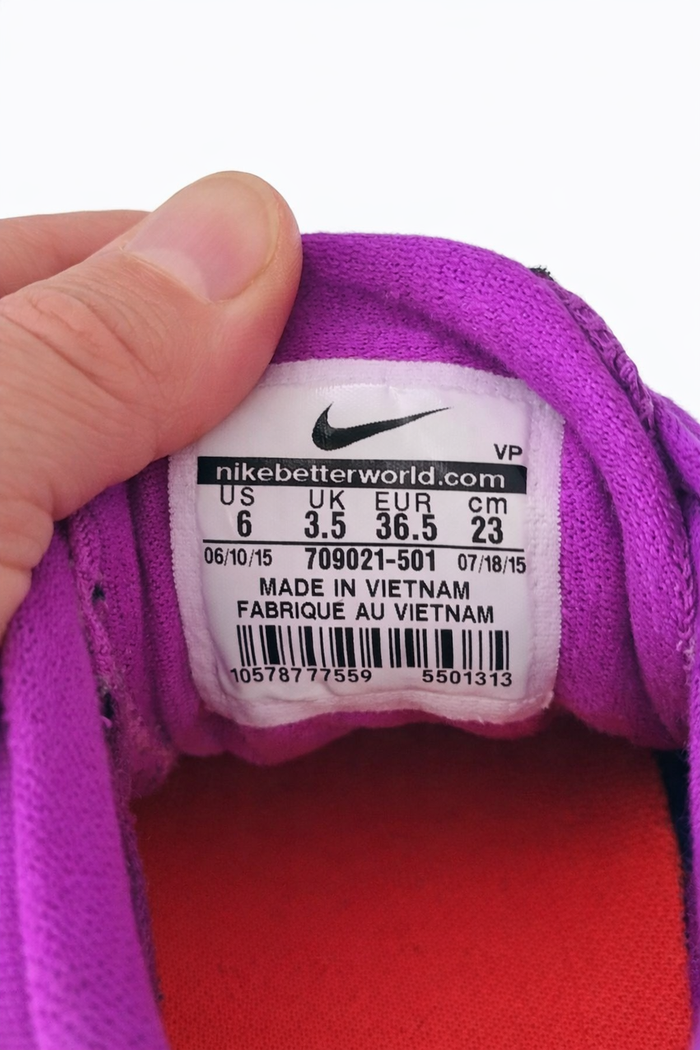 VP
nikebetterworld.com
US UK EUR cm
6 3.5 36.5 23
06/10/15 709021-501 07/18/15
MADE IN VIETNAM
FABRIQUÉ AU VIETNAM
10578777559 5501313